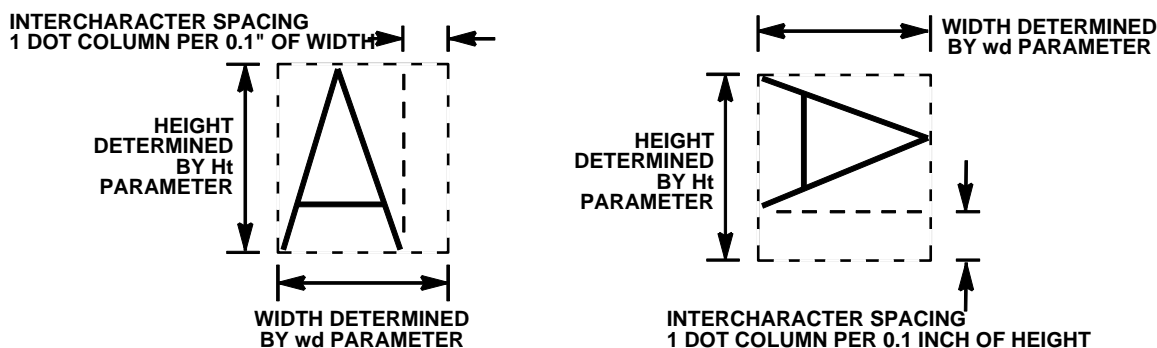 INTERCHARACTER SPACING
1 DOT COLUMN PER 0.1" OF WIDTH
HEIGHT
DETERMINED
BY Ht
PARAMETER
WIDTH DETERMINED
BY wd PARAMETER
WIDTH DETERMINED
BY wd PARAMETER
HEIGHT
DETERMINED
BY Ht
PARAMETER
INTERCHARACTER SPACING
1 DOT COLUMN PER 0.1 INCH OF HEIGHT